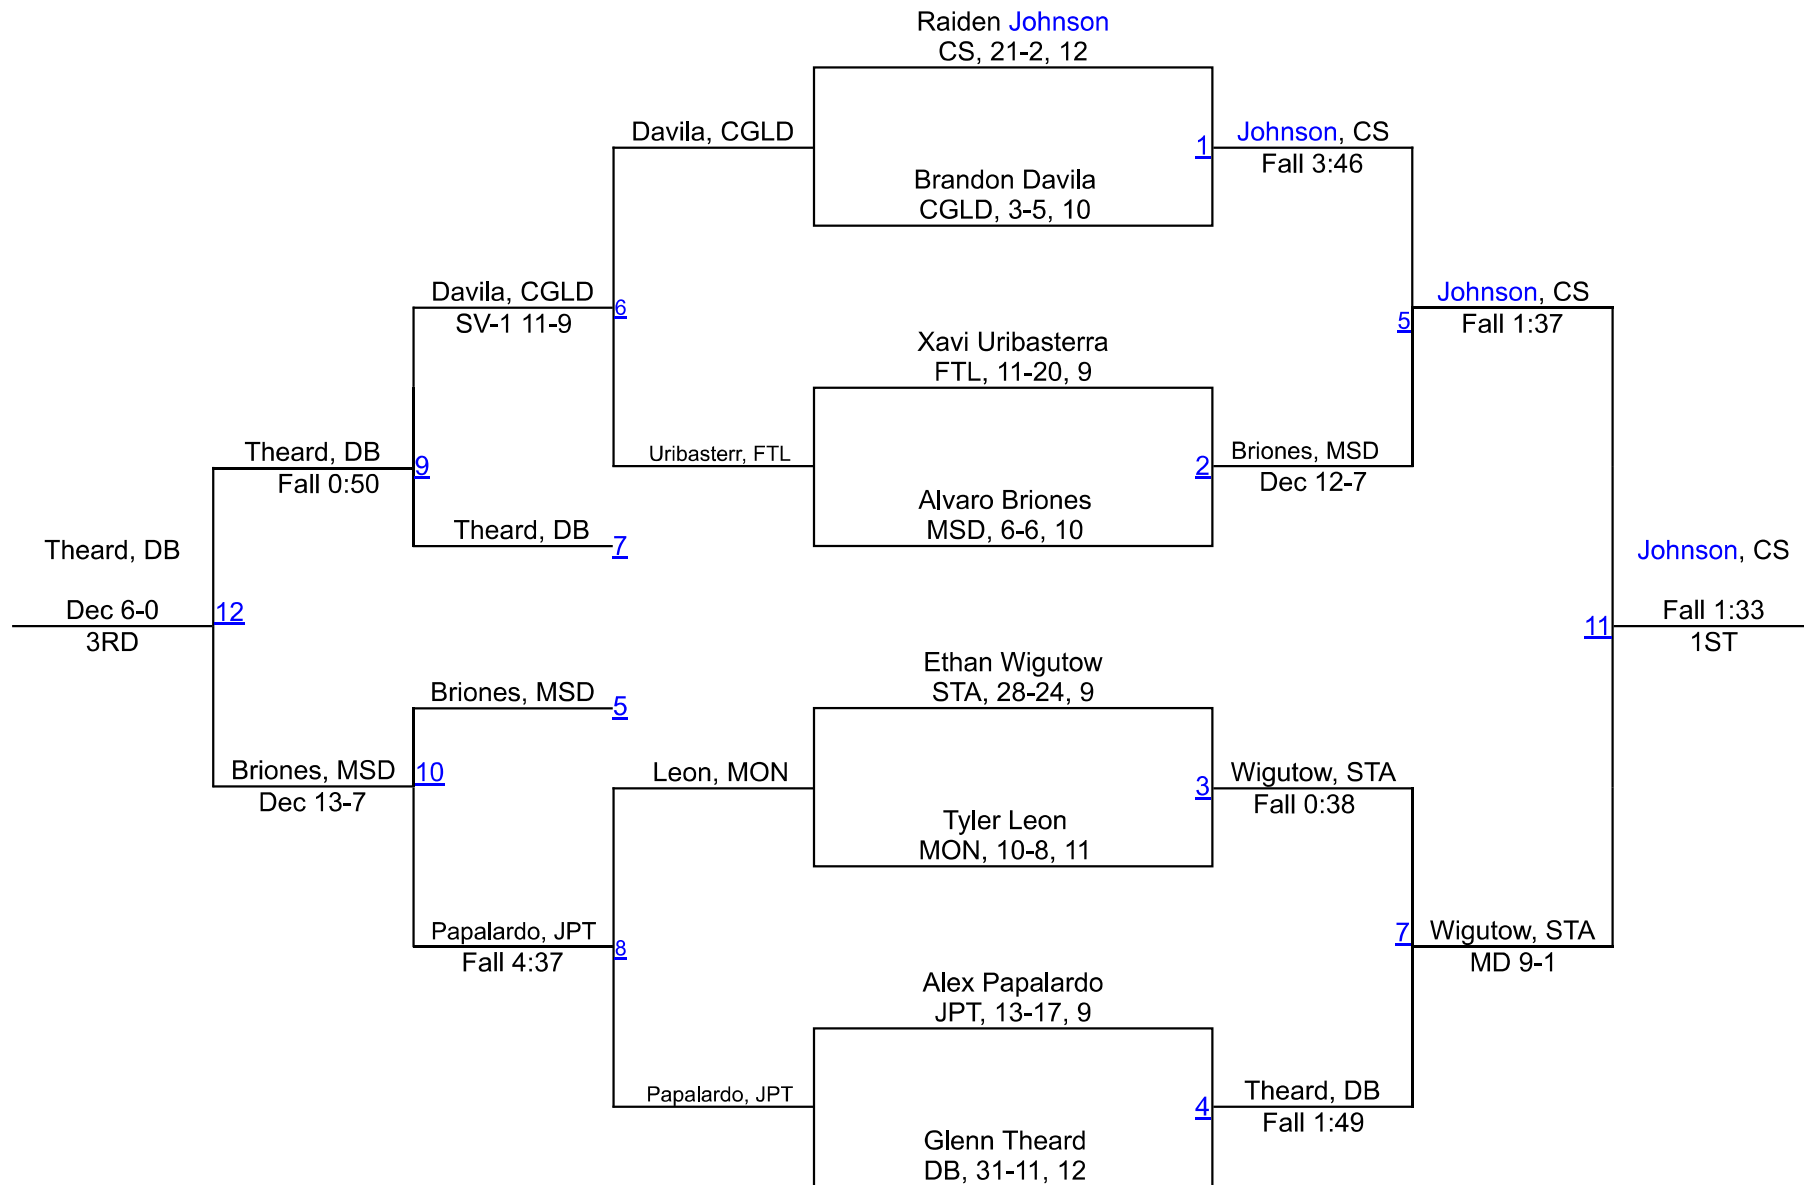 Raiden Johnson
CS, 21-2, 12
Davila, CGLD
1
Johnson, CS
Fall 3:46
Brandon Davila
CGLD, 3-5, 10
Davila, CGLD
SV-1 11-9
6
Johnson, CS
Fall 1:37
5
Xavi Uribasterra
FTL, 11-20, 9
Theard, DB
Fall 0:50
9
Uribasterr, FTL
2
Briones, MSD
Dec 12-7
Alvaro Briones
MSD, 6-6, 10
Theard, DB
7
Theard, DB
Dec 6-0
3RD
12
Johnson, CS
Fall 1:33
1ST
11
Ethan Wigutow
STA, 28-24, 9
Briones, MSD
5
Briones, MSD
Dec 13-7
10
Leon, MON
3
Wigutow, STA
Fall 0:38
Tyler Leon
MON, 10-8, 11
Papalardo, JPT
Fall 4:37
8
7
Wigutow, STA
MD 9-1
Alex Papalardo
JPT, 13-17, 9
Papalardo, JPT
4
Theard, DB
Fall 1:49
Glenn Theard
DB, 31-11, 12